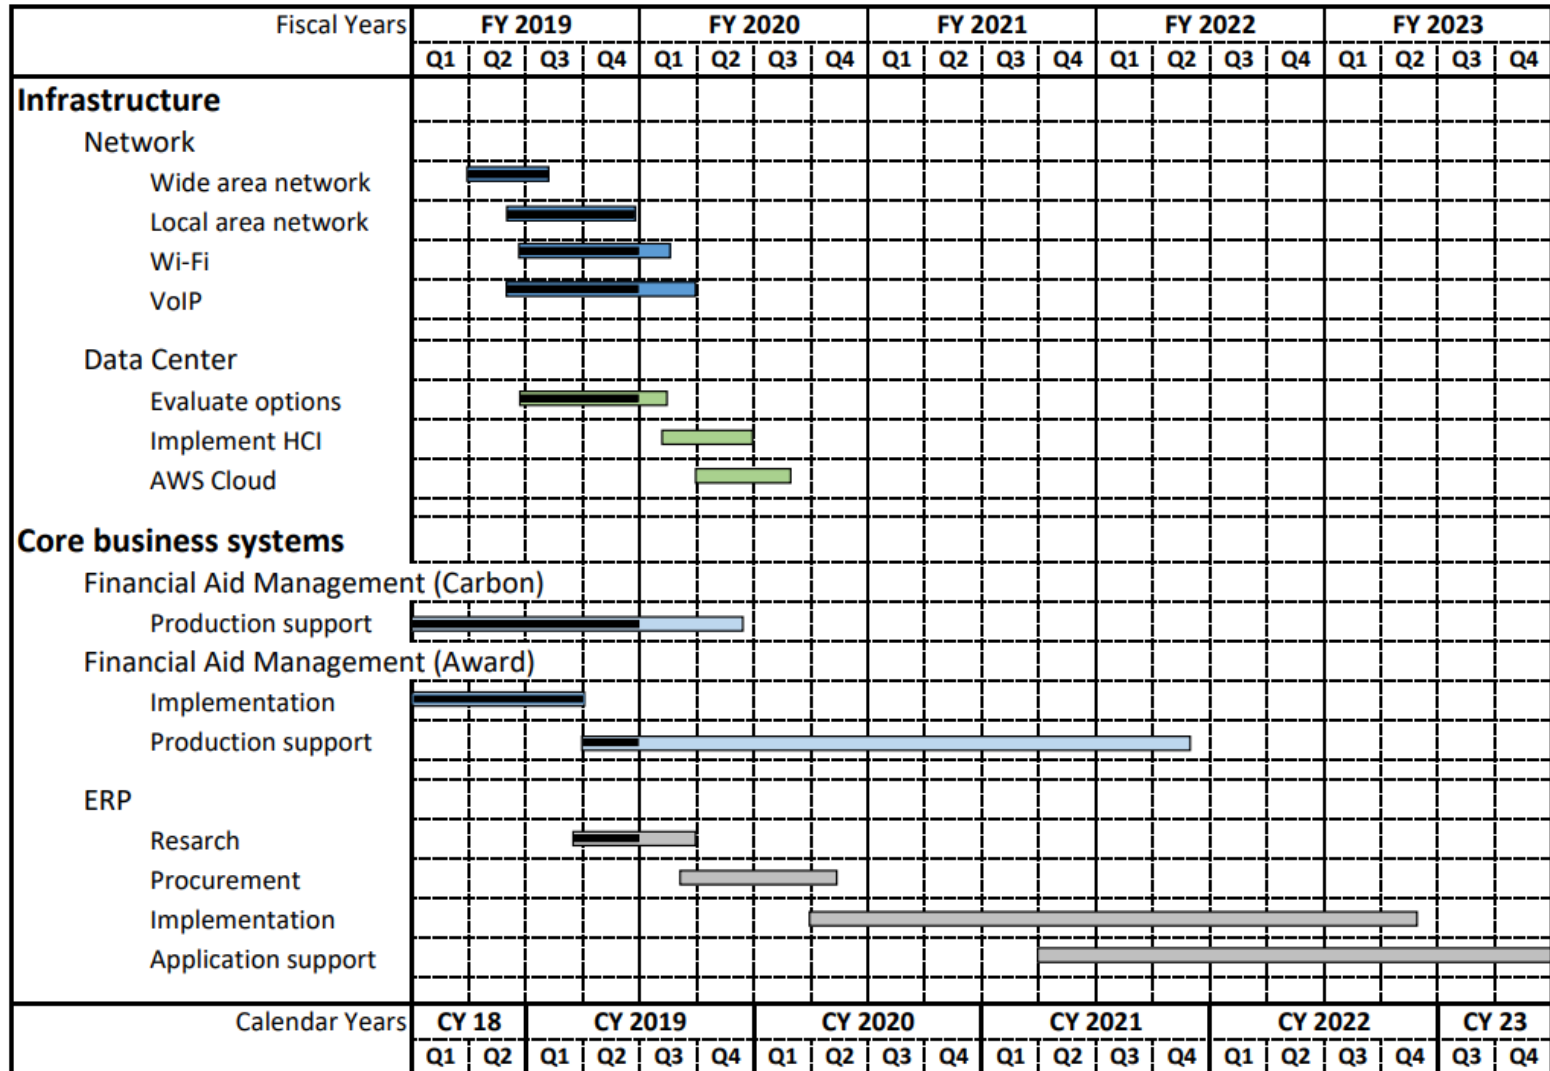 Fiscal Years FY 2019 FY 2020 FY 2021 FY 2022 FY 2023
Q1 Q2 Q3 Q4 Q1 Q2 Q3 Q4 Q1 Q2 Q3 Q4 Q1 Q2 Q3 Q4 Q1 Q2 Q3 Q4
Infrastructure
Network
Wide area network
Local area network
Wi-Fi
VoIP
Data Center
Evaluate options
Implement HCI
AWS Cloud
Core business systems
Financial Aid Management (Carbon)
Production support
Financial Aid Management (Award)
Implementation
Production support
ERP
Resarch
Procurement
Implementation
Application support
Calendar Years CY 18 CY 2019 CY 2020 CY 2021 CY 2022 CY 23
Q1 Q2 Q1 Q2 Q3 Q4 Q1 Q2 Q3 Q4 Q1 Q2 Q3 Q4 Q1 Q2 Q3 Q4 Q3 Q4